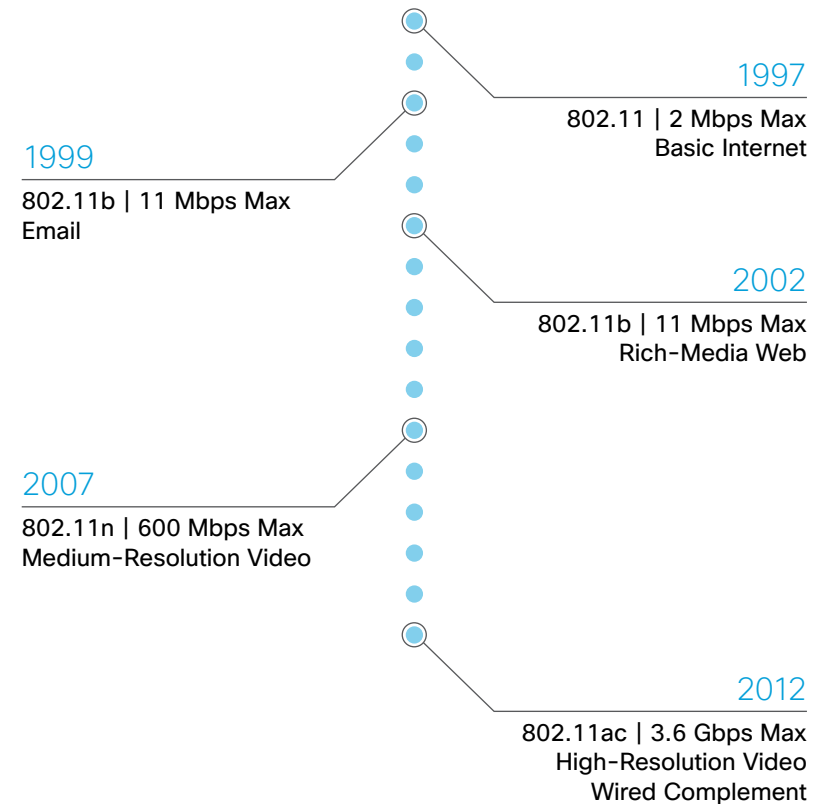 1997
802.11 | 2 Mbps Max
Basic Internet
1999
802.11b | 11 Mbps Max
Email
2002
802.11b | 11 Mbps Max
Rich-Media Web
2007
802.11n | 600 Mbps Max
Medium-Resolution Video
2012
802.11ac | 3.6 Gbps Max
High-Resolution Video
Wired Complement